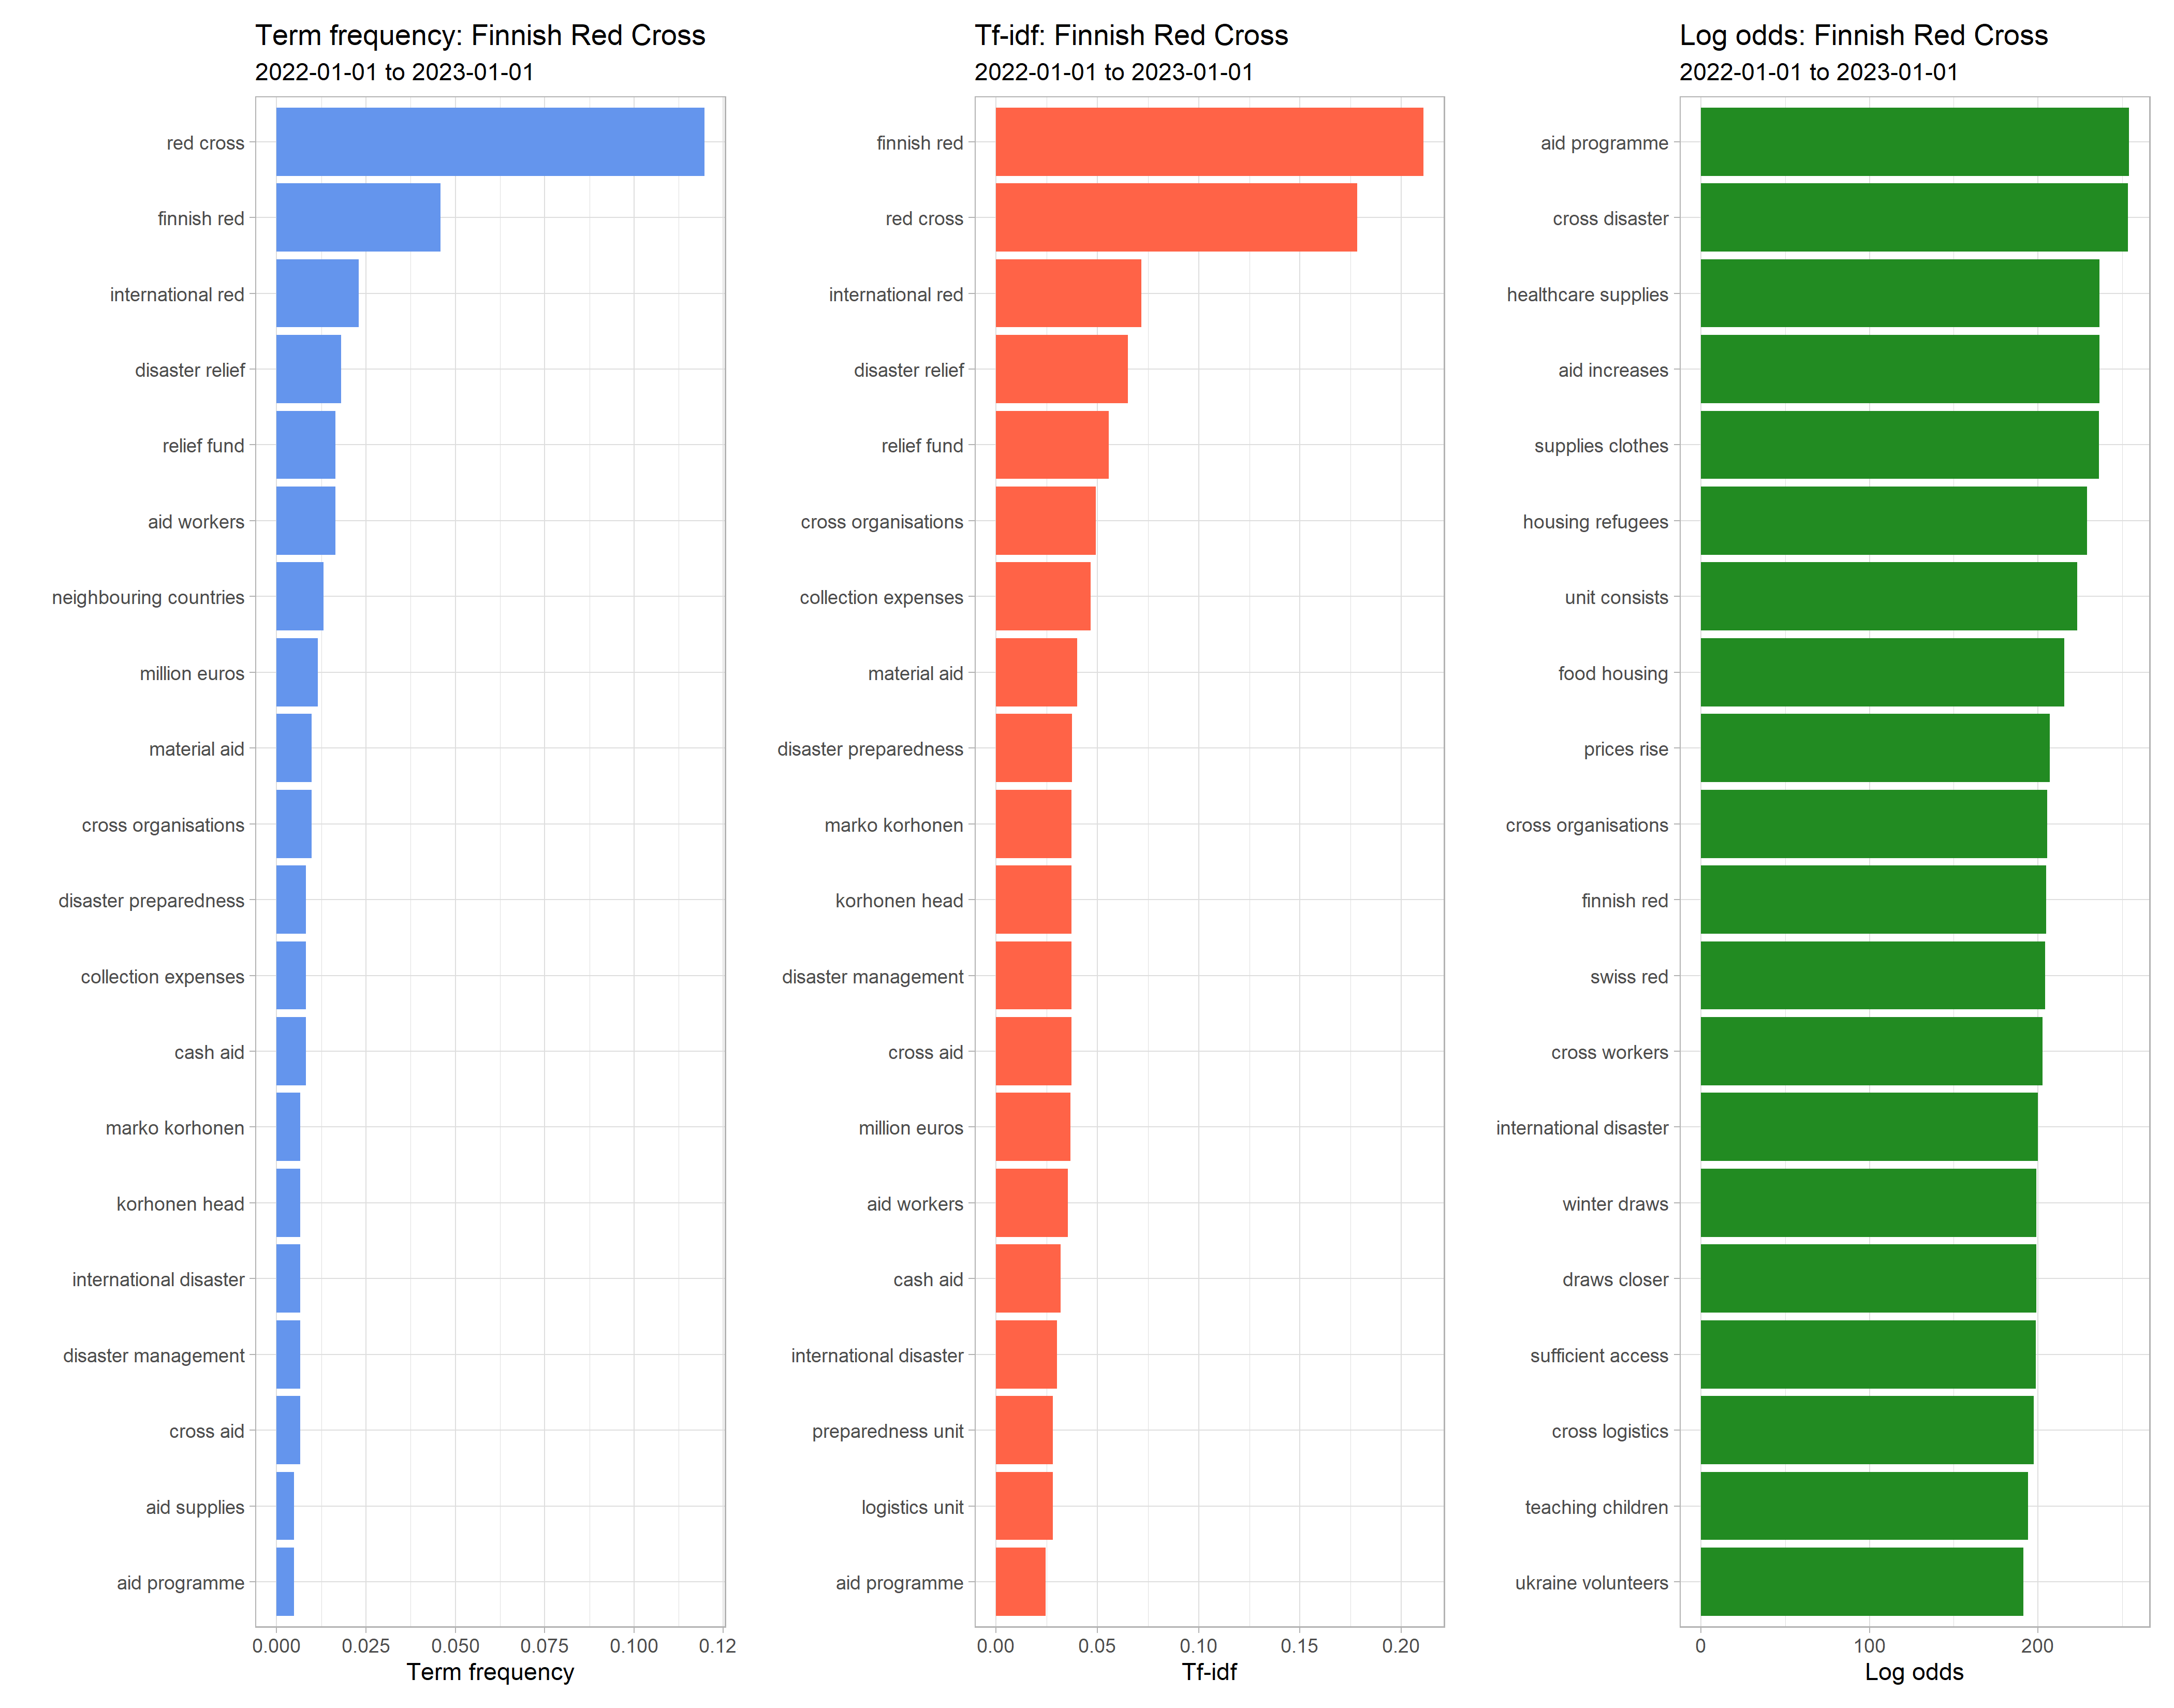 Term frequency: Finnish Red Cross
2022-01-01 to 2023-01-01
red cross
finnish red
international red
disaster relief
relief fund
aid workers
neighbouring countries
million euros
material aid
cross organisations
disaster preparedness
collection expenses
cash aid
marko korhonen
korhonen head
international disaster
disaster management
cross aid
aid supplies
aid programme
0.000 0.025 0.050 0.075 0.100 0.12
Term frequency
Tf-idf: Finnish Red Cross
2022-01-01 to 2023-01-01
finnish red
red cross
international red
disaster relief
relief fund
cross organisations
collection expenses
material aid
disaster preparedness
marko korhonen
korhonen head
disaster management
cross aid
million euros
aid workers
cash aid
international disaster
preparedness unit
logistics unit
aid programme
0.00 0.05 0.10 0.15 0.20
Tf-idf
Log odds: Finnish Red Cross
2022-01-01 to 2023-01-01
aid programme
cross disaster
healthcare supplies
aid increases
supplies clothes
housing refugees
unit consists
food housing
prices rise
cross organisations
finnish red
swiss red
cross workers
international disaster
winter draws
draws closer
sufficient access
cross logistics
teaching children
ukraine volunteers
0 100 200
Log odds